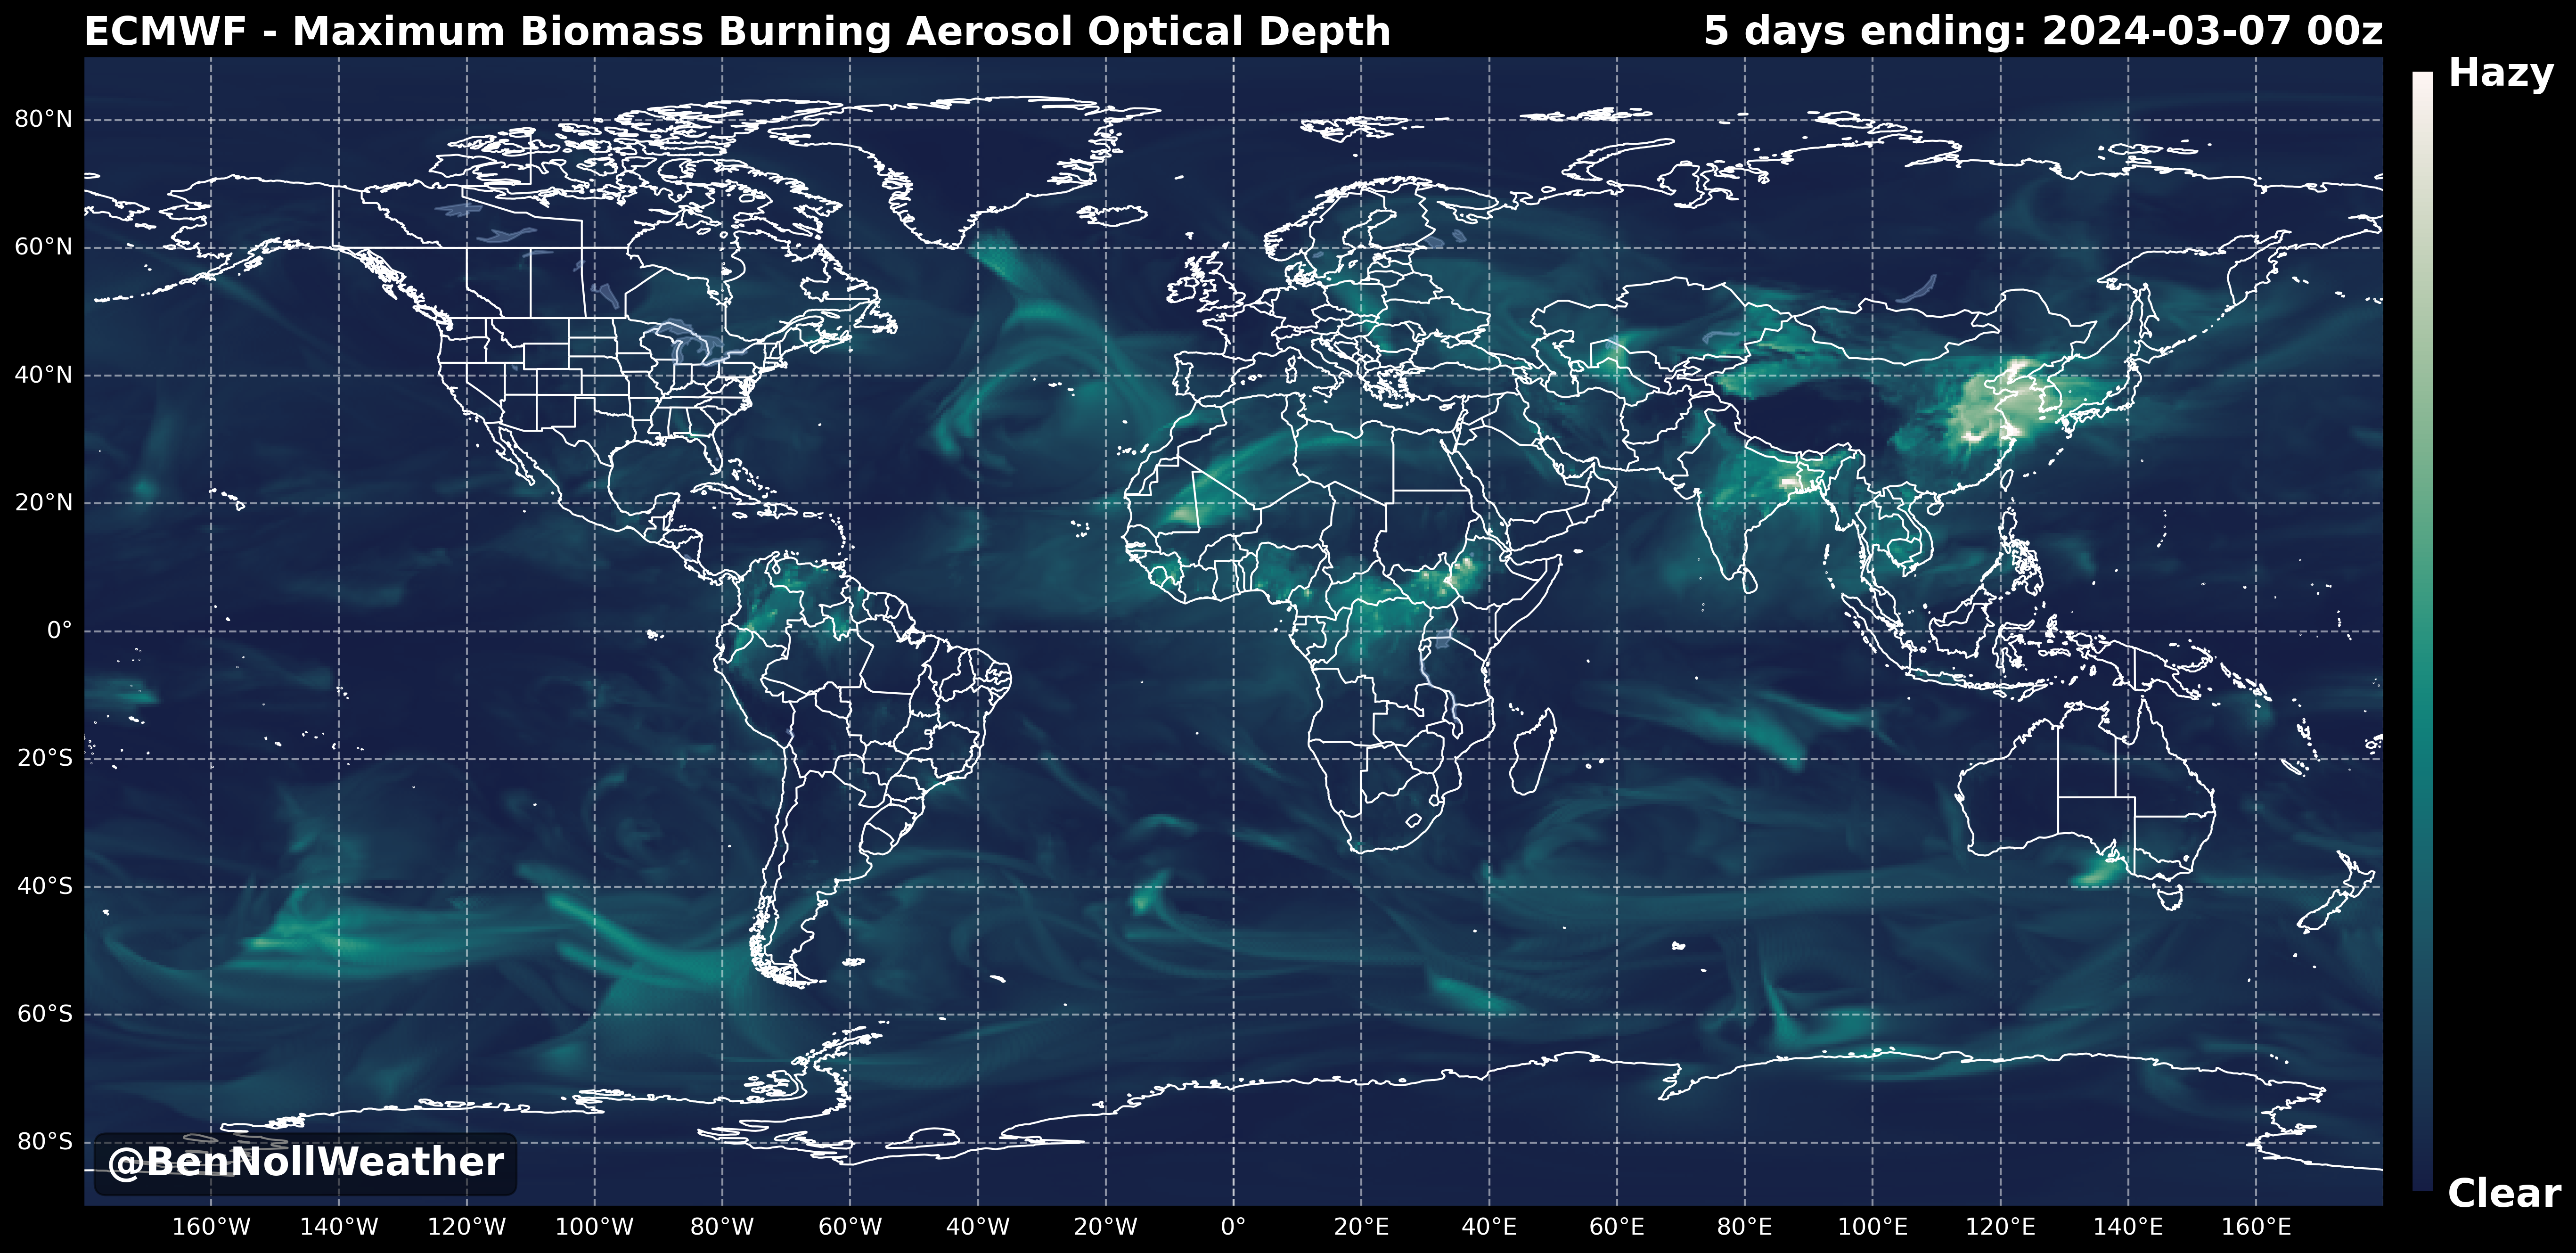 ECMWF - Maximum Biomass Burning Aerosol Optical Depth
5 days ending: 2024-03-07 00z
Hazy
80°N
60°N
40°N
20°N
0°
20°S
40°S
60°S
80°S
@BenNollWeather
Clear
160°W 140°W 120°W 100°W 80°W 60°W 40°W 20°W 0° 20°E 40°E 60°E 80°E 100°E 120°E 140°E 160°E